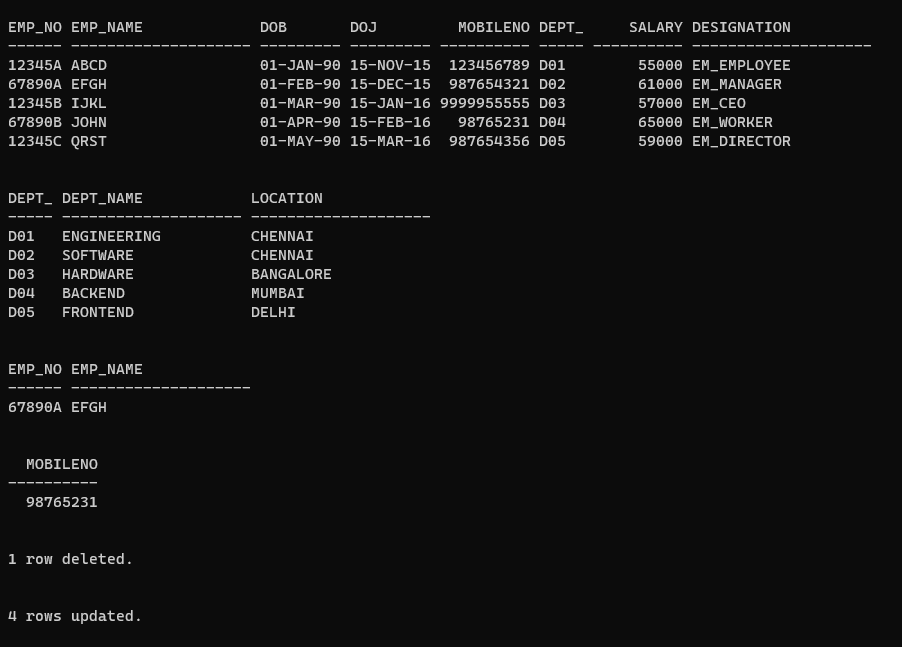 EMP_NO EMP_NAME             DOB       DOJ         MOBILENO DEPT_     SALARY DESIGNATION
------ -------------------- --------- --------- ---------- ----- ---------- --------------------
12345A ABCD                 01-JAN-90 15-NOV-15  123456789 D01        55000 EM_EMPLOYEE
67890A EFGH                 01-FEB-90 15-DEC-15  987654321 D02        61000 EM_MANAGER
12345B IJKL                 01-MAR-90 15-JAN-16 9999955555 D03        57000 EM_CEO
67890B JOHN                 01-APR-90 15-FEB-16   98765231 D04        65000 EM_WORKER
12345C QRST                 01-MAY-90 15-MAR-16  987654356 D05        59000 EM_DIRECTOR
DEPT_ DEPT_NAME            LOCATION
----- -------------------- --------------------
D01   ENGINEERING          CHENNAI
D02   SOFTWARE             CHENNAI
D03   HARDWARE             BANGALORE
D04   BACKEND              MUMBAI
D05   FRONTEND             DELHI
EMP_NO EMP_NAME
------ --------------------
67890A EFGH
  MOBILENO
----------
  98765231
1 row deleted.
4 rows updated.